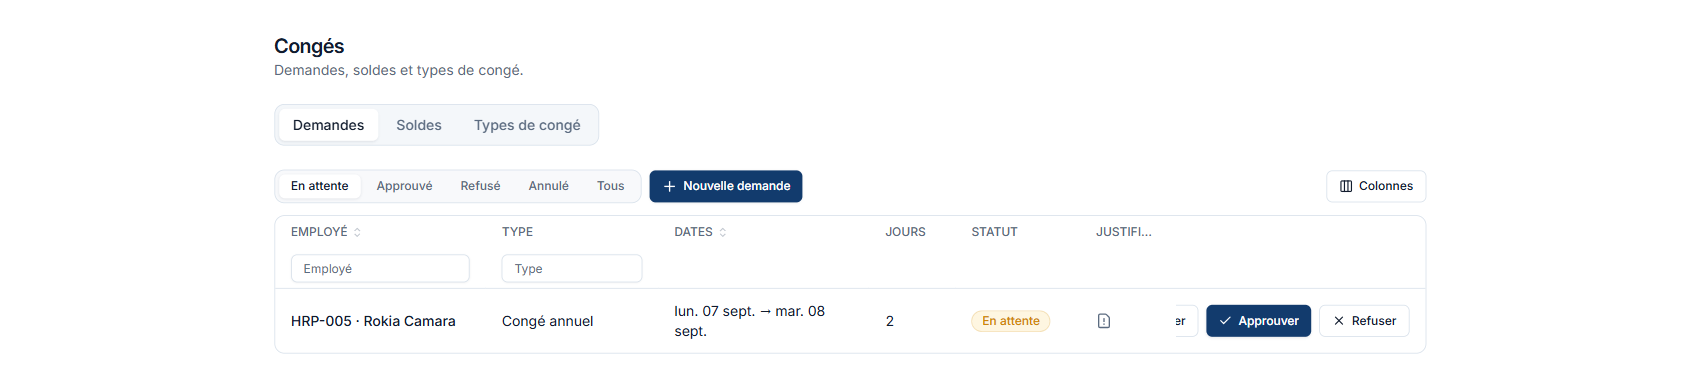 Congés
Demandes, soldes et types de congé.
Demandes Soldes Types de congé
En attente Approuvé Refusé Annulé Tous Nouvelle demande Colonnes
EMPLOYÉ TYPE DATES JOURS STATUT JUSTIFI...
Employé Type
HRP-005 · Rokia Camara Congé annuel lun. 07 sept. → mar. 08 2 En attente er Approuver Refuser
sept.